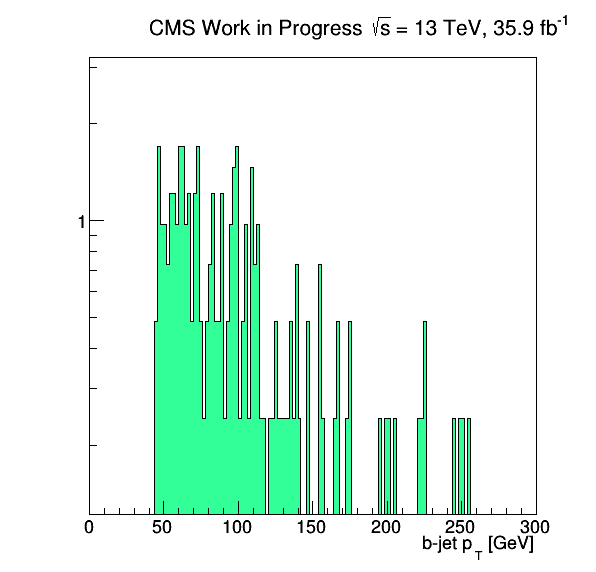 CMS Work in Progress √s = 13 TeV, 35.9 fb⁻¹
1
0 50 100 150 200 250 300
b-jet p_T [GeV]